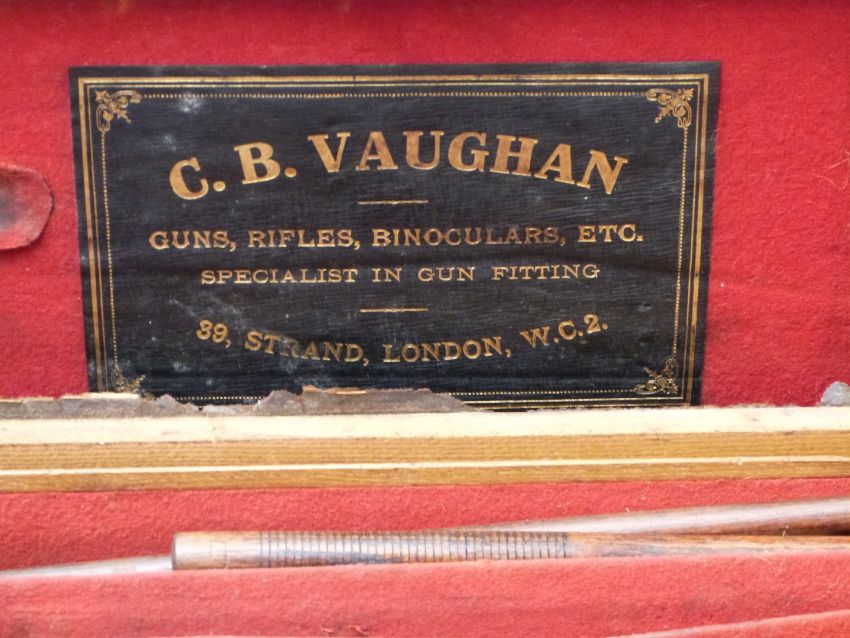 C. B. VAUGHAN
GUNS, RIFLES, BINOCULARS, ETC.
SPECIALIST IN GUN FITTING
39, STRAND, LONDON, W.C.2.